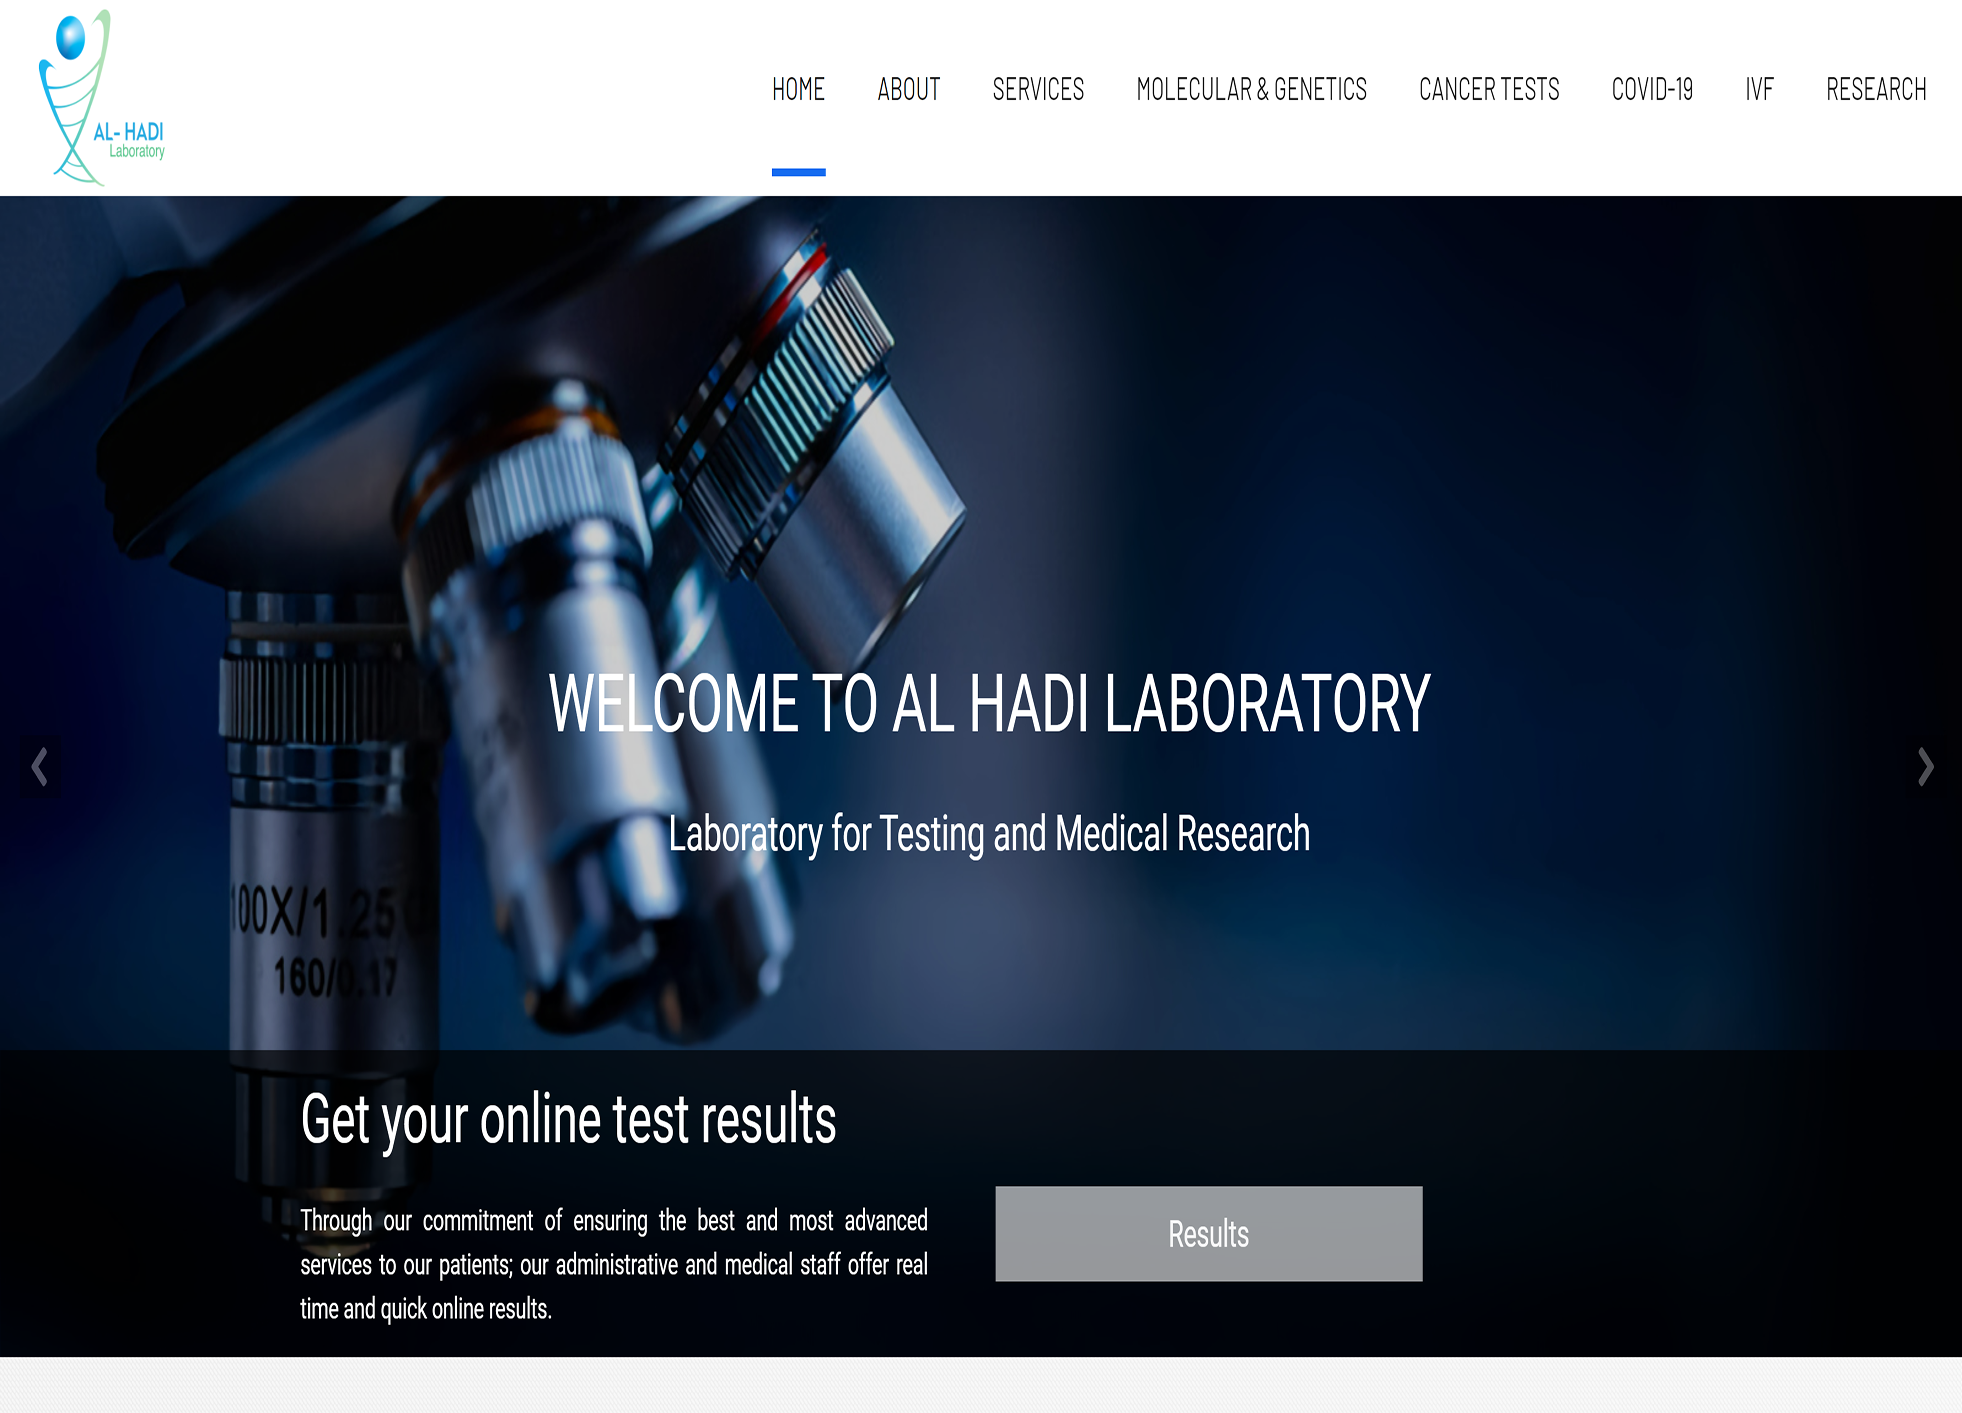 AL- HADI
Laboratory
HOME ABOUT SERVICES MOLECULAR & GENETICS CANCER TESTS COVID-19 IVF RESEARCH
WELCOME TO AL HADI LABORATORY
Laboratory for Testing and Medical Research
100X/1.25
160/0.17
Get your online test results
Through our commitment of ensuring the best and most advanced
services to our patients; our administrative and medical staff offer real
time and quick online results.
Results